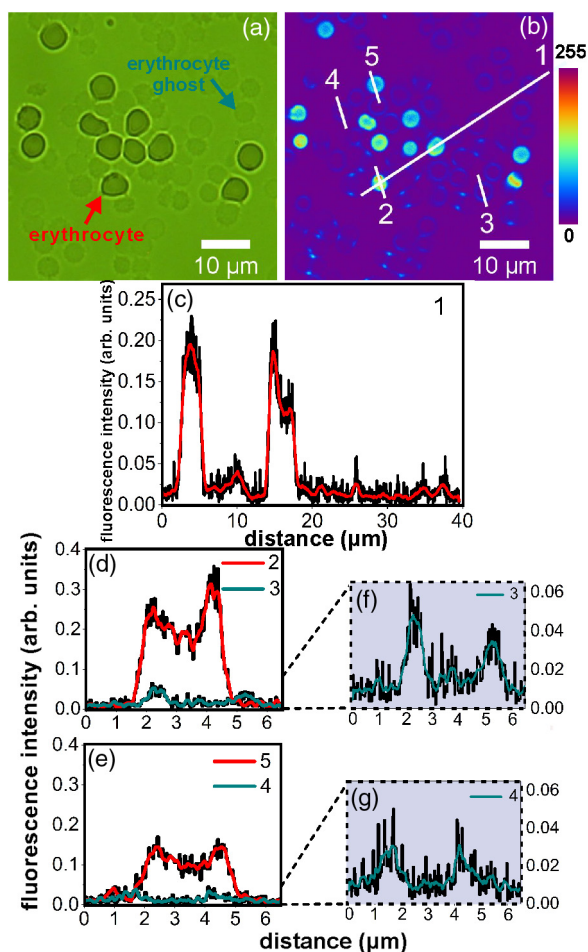 (a)
erythrocyte
ghost
erythrocyte
10 μm
(b)
5
1
4
2
3
10 μm
255
0
(c)
1
fluorescence intensity (arb. units)
0.25
0.20
0.15
0.10
0.05
0.00
0 10 20 30 40
distance (μm)
fluorescence intensity (arb. units)
(d)
2
3
0.4
0.3
0.2
0.1
0.0
0 1 2 3 4 5 6
(f)
3
0.06
0.04
0.02
0.00
0 1 2 3 4 5 6
(e)
5
4
0.4
0.3
0.2
0.1
0.0
0 1 2 3 4 5 6
(g)
4
0.06
0.04
0.02
0.00
0 1 2 3 4 5 6
distance (μm)